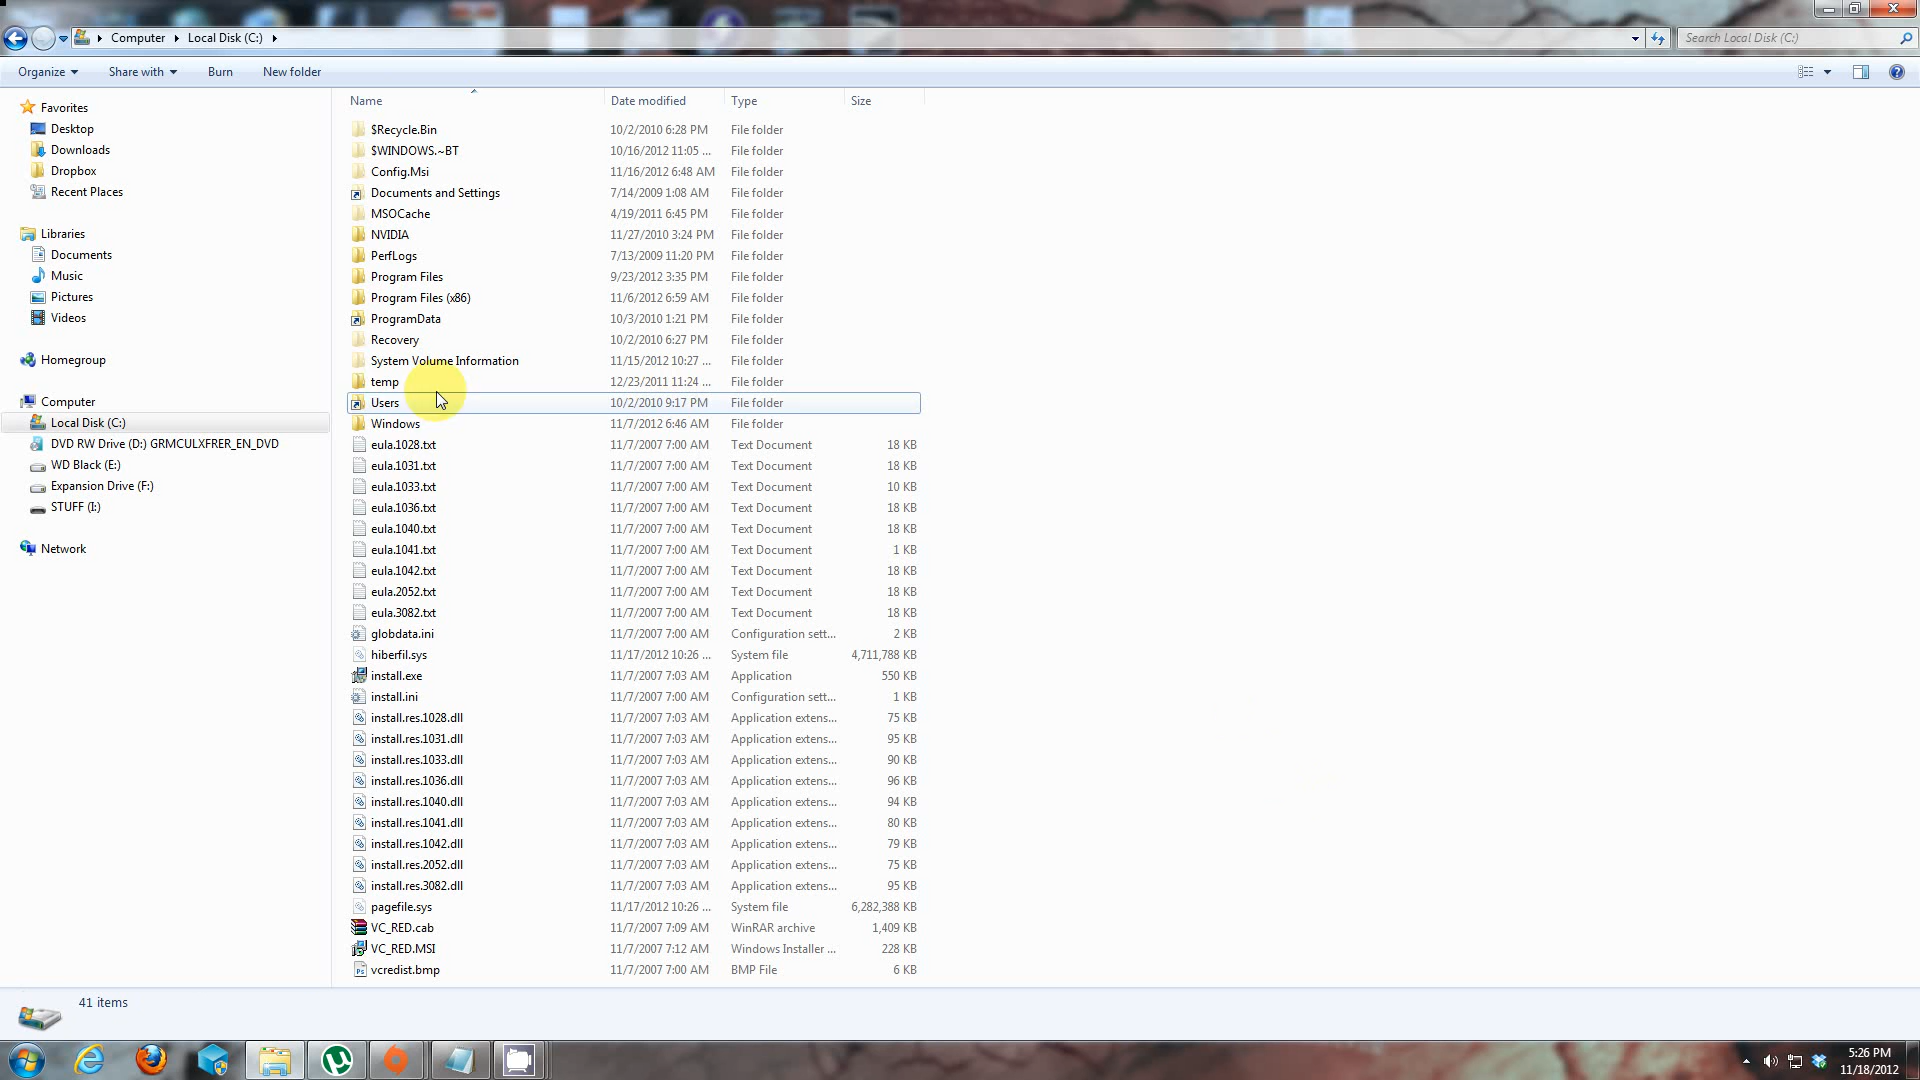 Computer Local Disk (C:)
Search Local Disk (C:)
Organize Share with Burn New folder
Favorites
Desktop
Downloads
Dropbox
Recent Places
Libraries
Documents
Music
Pictures
Videos
Homegroup
Computer
Local Disk (C:)
DVD RW Drive (D:) GRMCULXFRER_EN_DVD
WD Black (E:)
Expansion Drive (F:)
STUFF (I:)
Network
Name Date modified Type Size
$Recycle.Bin 10/2/2010 6:28 PM File folder
$WINDOWS.~BT 10/16/2012 11:05 ... File folder
Config.Msi 11/16/2012 6:48 AM File folder
Documents and Settings 7/14/2009 1:08 AM File folder
MSOCache 4/19/2011 6:45 PM File folder
NVIDIA 11/27/2010 3:24 PM File folder
PerfLogs 7/13/2009 11:20 PM File folder
Program Files 9/23/2012 3:35 PM File folder
Program Files (x86) 11/6/2012 6:59 AM File folder
ProgramData 10/3/2010 1:21 PM File folder
Recovery 10/2/2010 6:27 PM File folder
System Volume Information 11/15/2012 10:27 ... File folder
temp 12/23/2011 11:24 ... File folder
Users 10/2/2010 9:17 PM File folder
Windows 11/7/2012 6:46 AM File folder
eula.1028.txt 11/7/2007 7:00 AM Text Document 18 KB
eula.1031.txt 11/7/2007 7:00 AM Text Document 18 KB
eula.1033.txt 11/7/2007 7:00 AM Text Document 10 KB
eula.1036.txt 11/7/2007 7:00 AM Text Document 18 KB
eula.1040.txt 11/7/2007 7:00 AM Text Document 18 KB
eula.1041.txt 11/7/2007 7:00 AM Text Document 1 KB
eula.1042.txt 11/7/2007 7:00 AM Text Document 18 KB
eula.2052.txt 11/7/2007 7:00 AM Text Document 18 KB
eula.3082.txt 11/7/2007 7:00 AM Text Document 18 KB
globdata.ini 11/7/2007 7:00 AM Configuration sett... 2 KB
hiberfil.sys 11/17/2012 10:26 ... System file 4,711,788 KB
install.exe 11/7/2007 7:03 AM Application 550 KB
install.ini 11/7/2007 7:00 AM Configuration sett... 1 KB
install.res.1028.dll 11/7/2007 7:03 AM Application extens... 75 KB
install.res.1031.dll 11/7/2007 7:03 AM Application extens... 95 KB
install.res.1033.dll 11/7/2007 7:03 AM Application extens... 90 KB
install.res.1036.dll 11/7/2007 7:03 AM Application extens... 96 KB
install.res.1040.dll 11/7/2007 7:03 AM Application extens... 94 KB
install.res.1041.dll 11/7/2007 7:03 AM Application extens... 80 KB
install.res.1042.dll 11/7/2007 7:03 AM Application extens... 79 KB
install.res.2052.dll 11/7/2007 7:03 AM Application extens... 75 KB
install.res.3082.dll 11/7/2007 7:03 AM Application extens... 95 KB
pagefile.sys 11/17/2012 10:26 ... System file 6,282,388 KB
VC_RED.cab 11/7/2007 7:09 AM WinRAR archive 1,409 KB
VC_RED.MSI 11/7/2007 7:12 AM Windows Installer ... 228 KB
vcredist.bmp 11/7/2007 7:00 AM BMP File 6 KB
41 items
5:26 PM
11/18/2012